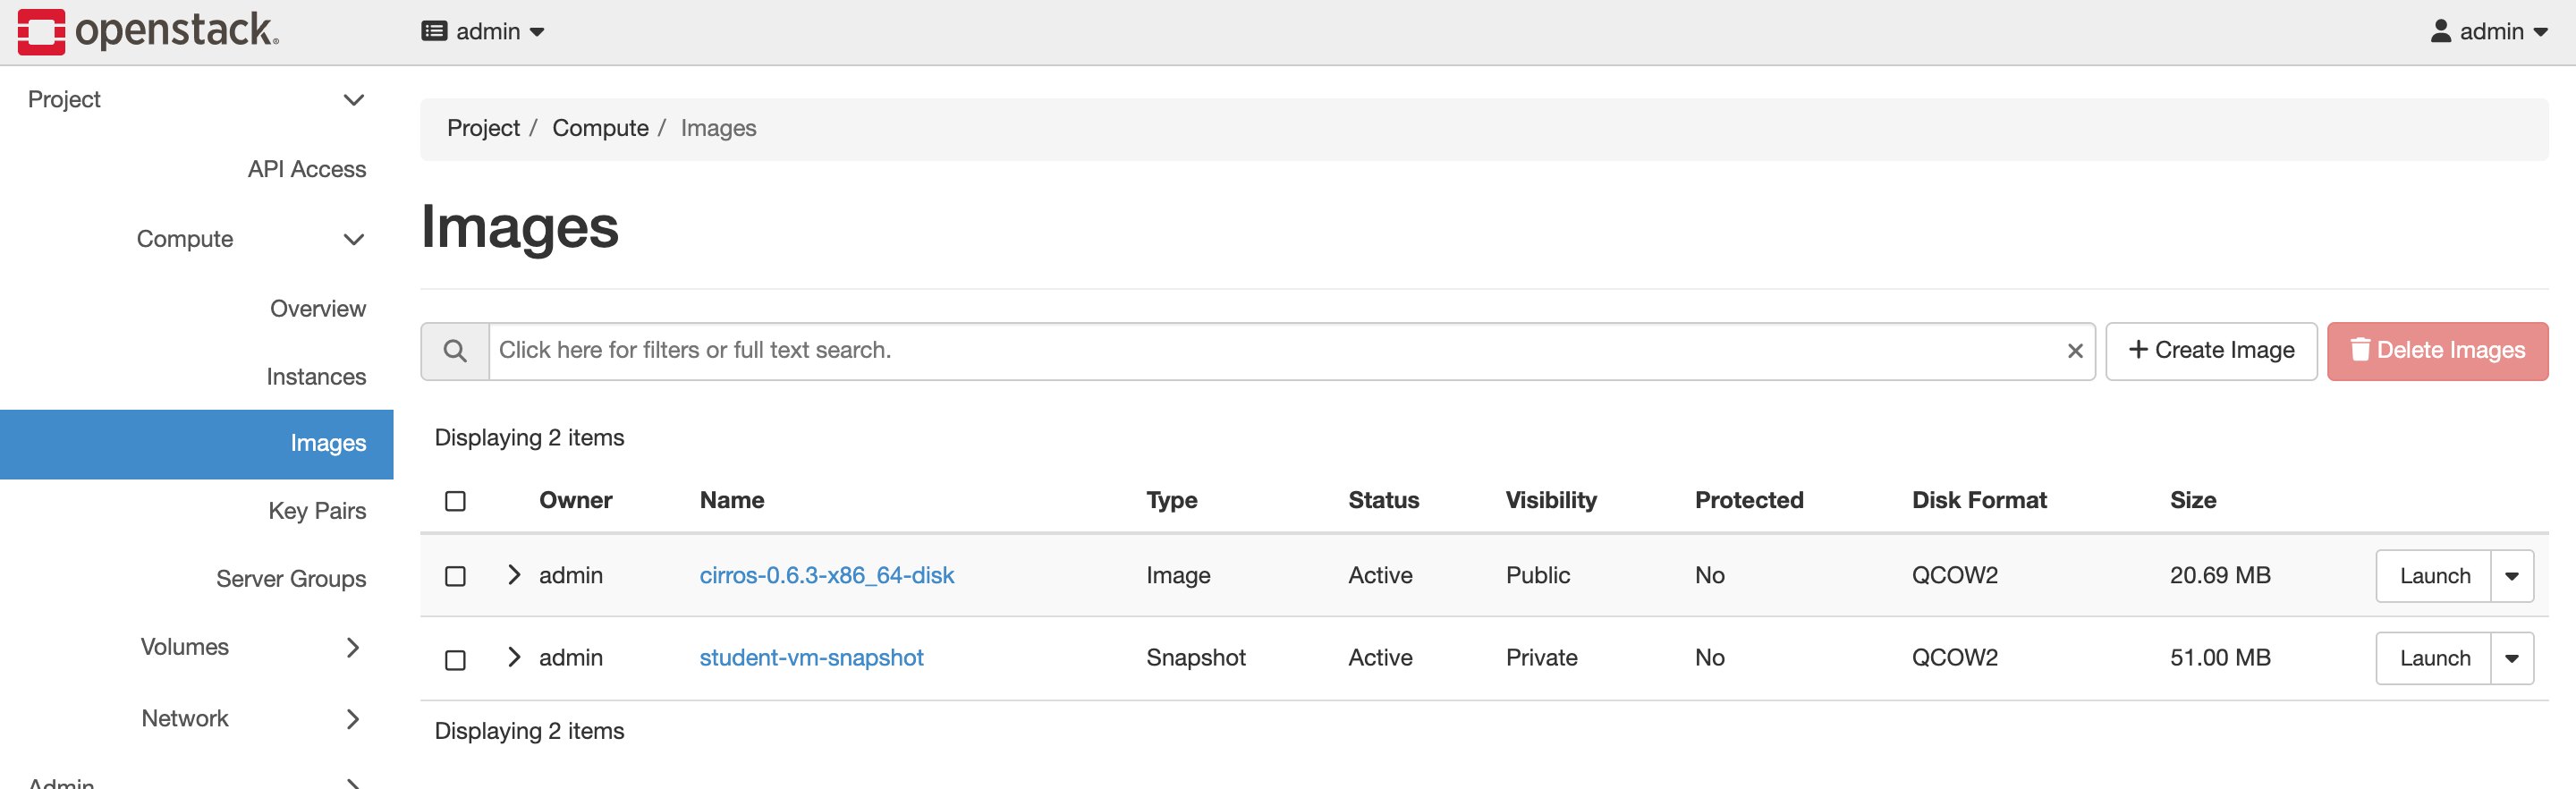 openstack.
admin
admin
Project
API Access
Compute
Overview
Instances
Images
Key Pairs
Server Groups
Volumes
Network
Admin
Project / Compute / Images
Images
Click here for filters or full text search.
Create Image
Delete Images
Displaying 2 items
Owner Name Type Status Visibility Protected Disk Format Size
admin cirros-0.6.3-x86_64-disk Image Active Public No QCOW2 20.69 MB Launch
admin student-vm-snapshot Snapshot Active Private No QCOW2 51.00 MB Launch
Displaying 2 items